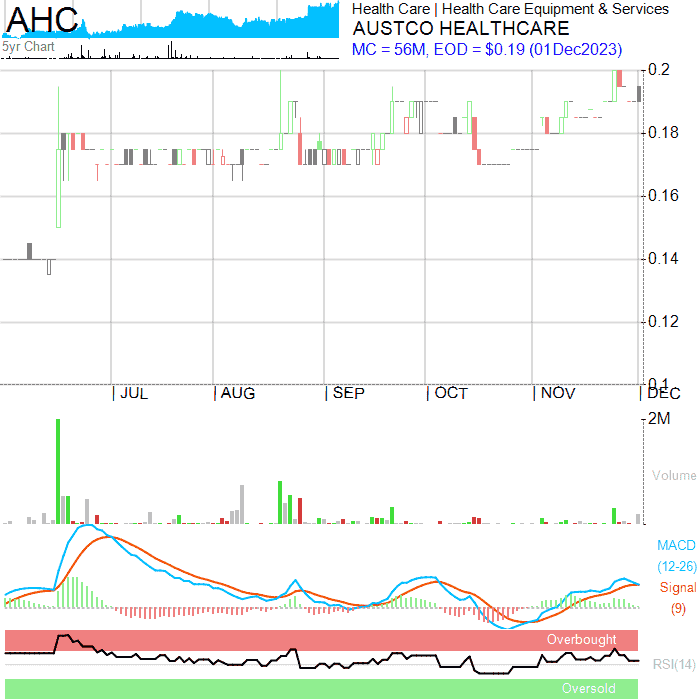 AHC
5yr Chart
Health Care | Health Care Equipment & Services
AUSTCO HEALTHCARE
MC = 56M, EOD = $0.19 (01Dec2023)
0.2
0.18
0.16
0.14
0.12
0.1
JUL AUG SEP OCT NOV DEC
2M
Volume
MACD
(12-26)
Signal
(9)
Overbought
RSI(14)
Oversold